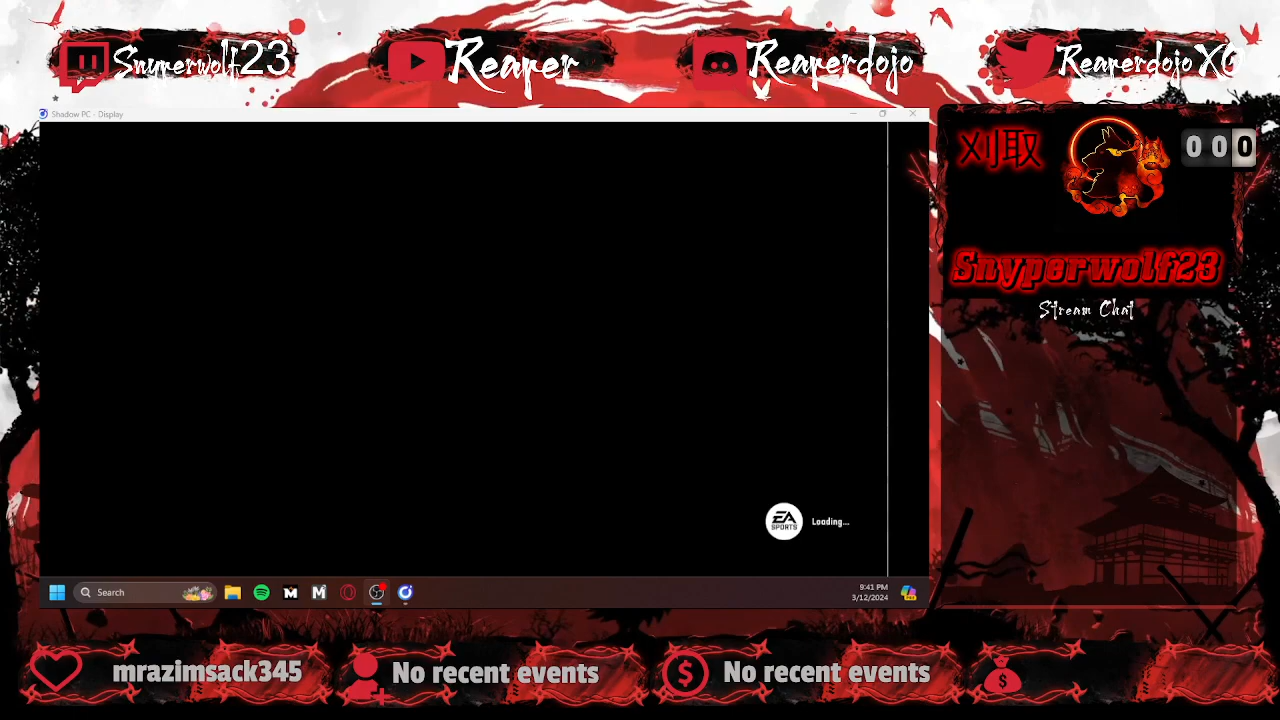 Snyperwolf23
Reaper
Reaperdojo
ReaperdojoXG
Shadow PC - Display
刈取
0 0 0
Snyperwolf23
Stream Chat
EA
SPORTS
Loading...
Search
9:41 PM
3/12/2024
mrazimsack345
No recent events
No recent events